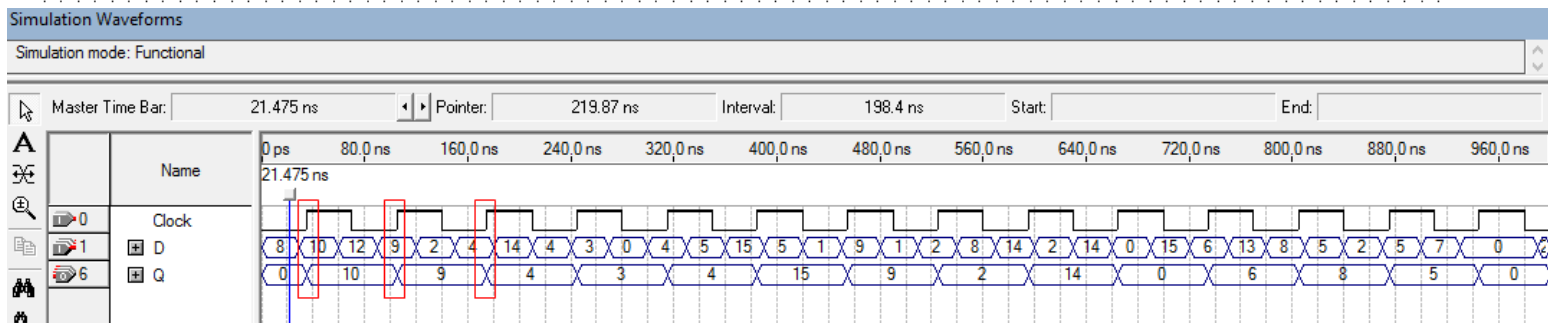 Simulation Waveforms
Simulation mode: Functional
Master Time Bar: 21.475 ns Pointer: 219.87 ns Interval: 198.4 ns Start: End:
Name
0 ps 80.0 ns 160.0 ns 240.0 ns 320.0 ns 400.0 ns 480.0 ns 560.0 ns 640.0 ns 720.0 ns 800.0 ns 880.0 ns 960.0 ns
21.475 ns
A
0 Clock
1 D 8 10 12 9 2 4 14 4 3 0 4 5 15 5 1 9 1 2 8 14 2 14 0 15 6 13 8 5 2 5 7 0
6 Q 0 10 9 4 3 4 15 9 2 14 0 6 8 5 0